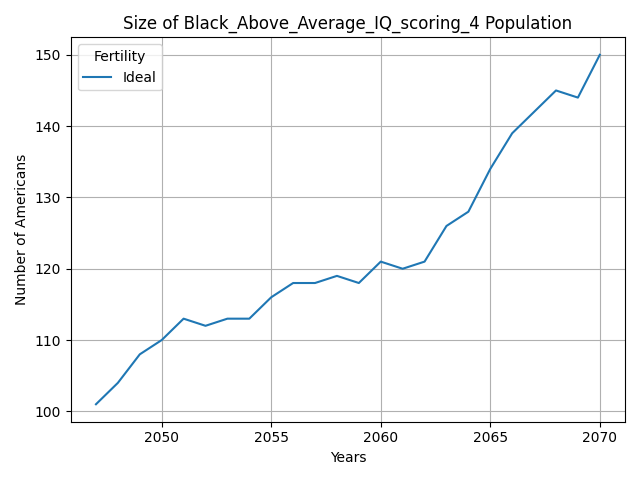 Size of Black_Above_Average_IQ_scoring_4 Population
Fertility
Ideal
Number of Americans
150
140
130
120
110
100
2050 2055 2060 2065 2070
Years